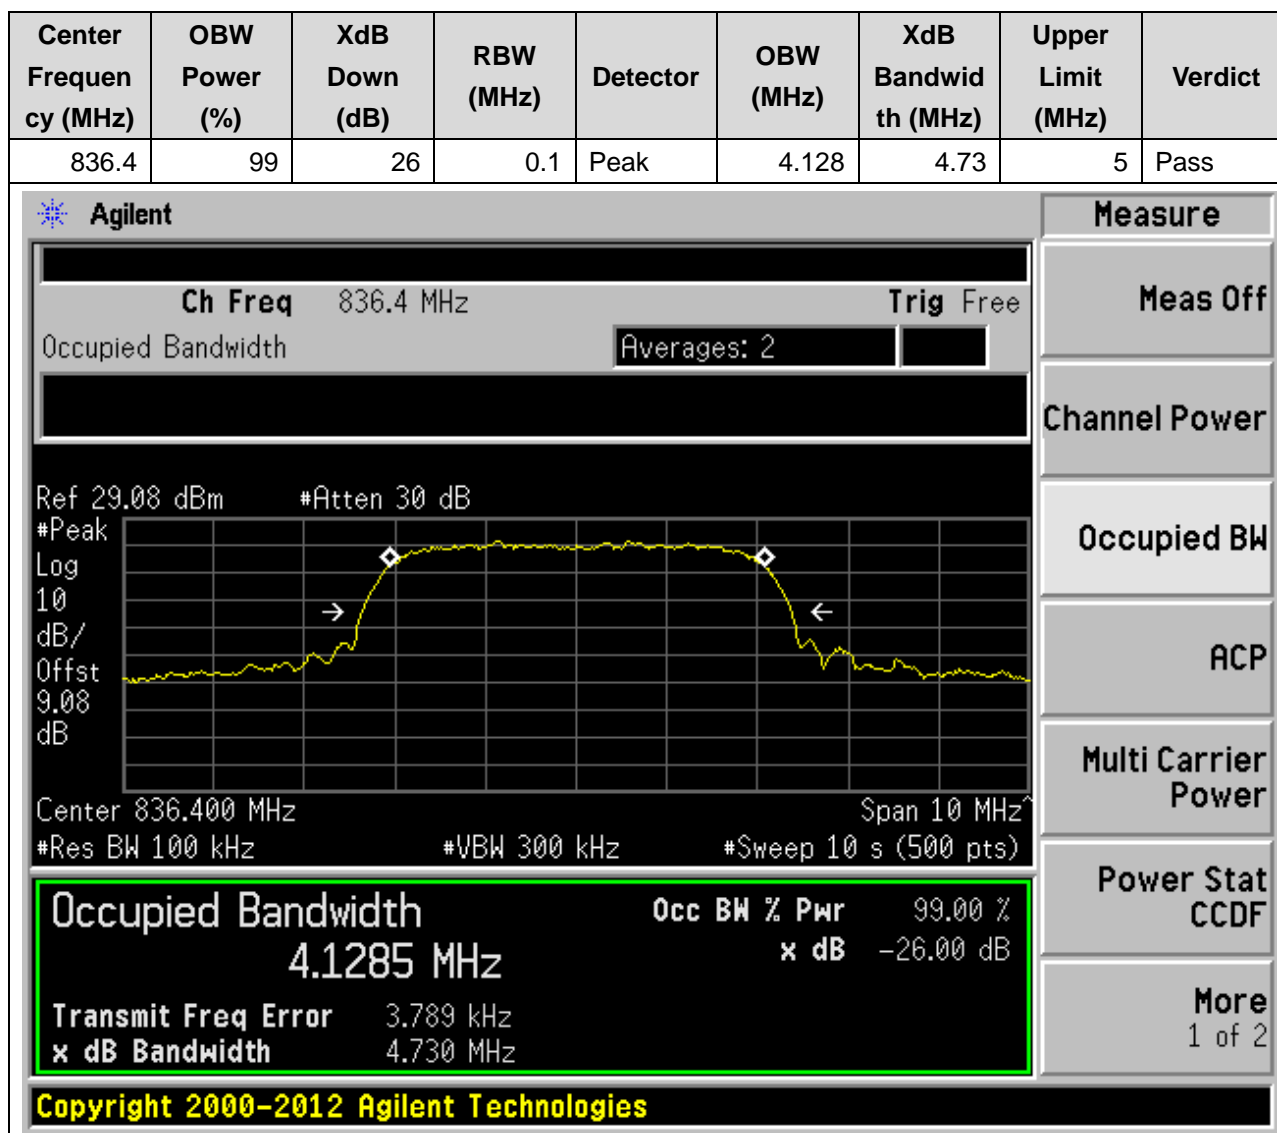 Center Frequen cy (MHz) OBW Power (%) XdB Down (dB) RBW (MHz) Detector OBW (MHz) XdB Bandwid th (MHz) Upper Limit (MHz) Verdict
836.4 99 26 0.1 Peak 4.128 4.73 5 Pass
Agilent
Measure
Ch Freq 836.4 MHz Trig Free
Occupied Bandwidth Averages: 2
Ref 29.08 dBm #Atten 30 dB
#Peak
Log
10
dB/
Offst
9.08
dB
Center 836.400 MHz Span 10 MHz^
#Res BW 100 kHz #VBW 300 kHz #Sweep 10 s (500 pts)
Occupied Bandwidth Occ BW % Pwr 99.00 %
4.1285 MHz x dB -26.00 dB
Transmit Freq Error 3.789 kHz
x dB Bandwidth 4.730 MHz
Copyright 2000-2012 Agilent Technologies
Meas Off
Channel Power
Occupied BW
ACP
Multi Carrier
Power
Power Stat
CCDF
More
1 of 2